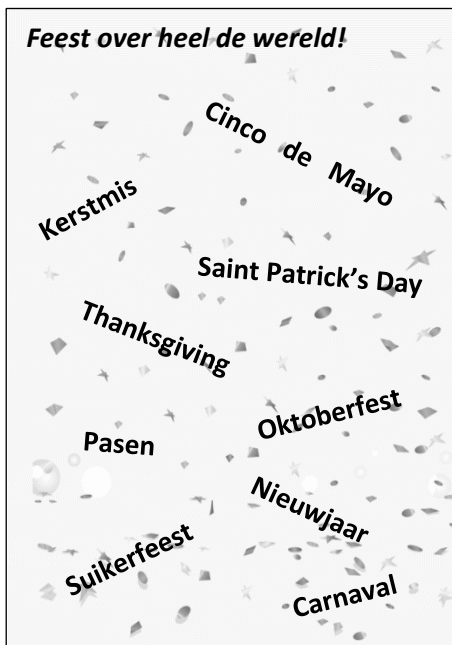 Feest over heel de wereld!
Cinco de Mayo
Kerstmis
Saint Patrick’s Day
Thanksgiving
Oktoberfest
Pasen
Nieuwjaar
Suikerfeest
Carnaval